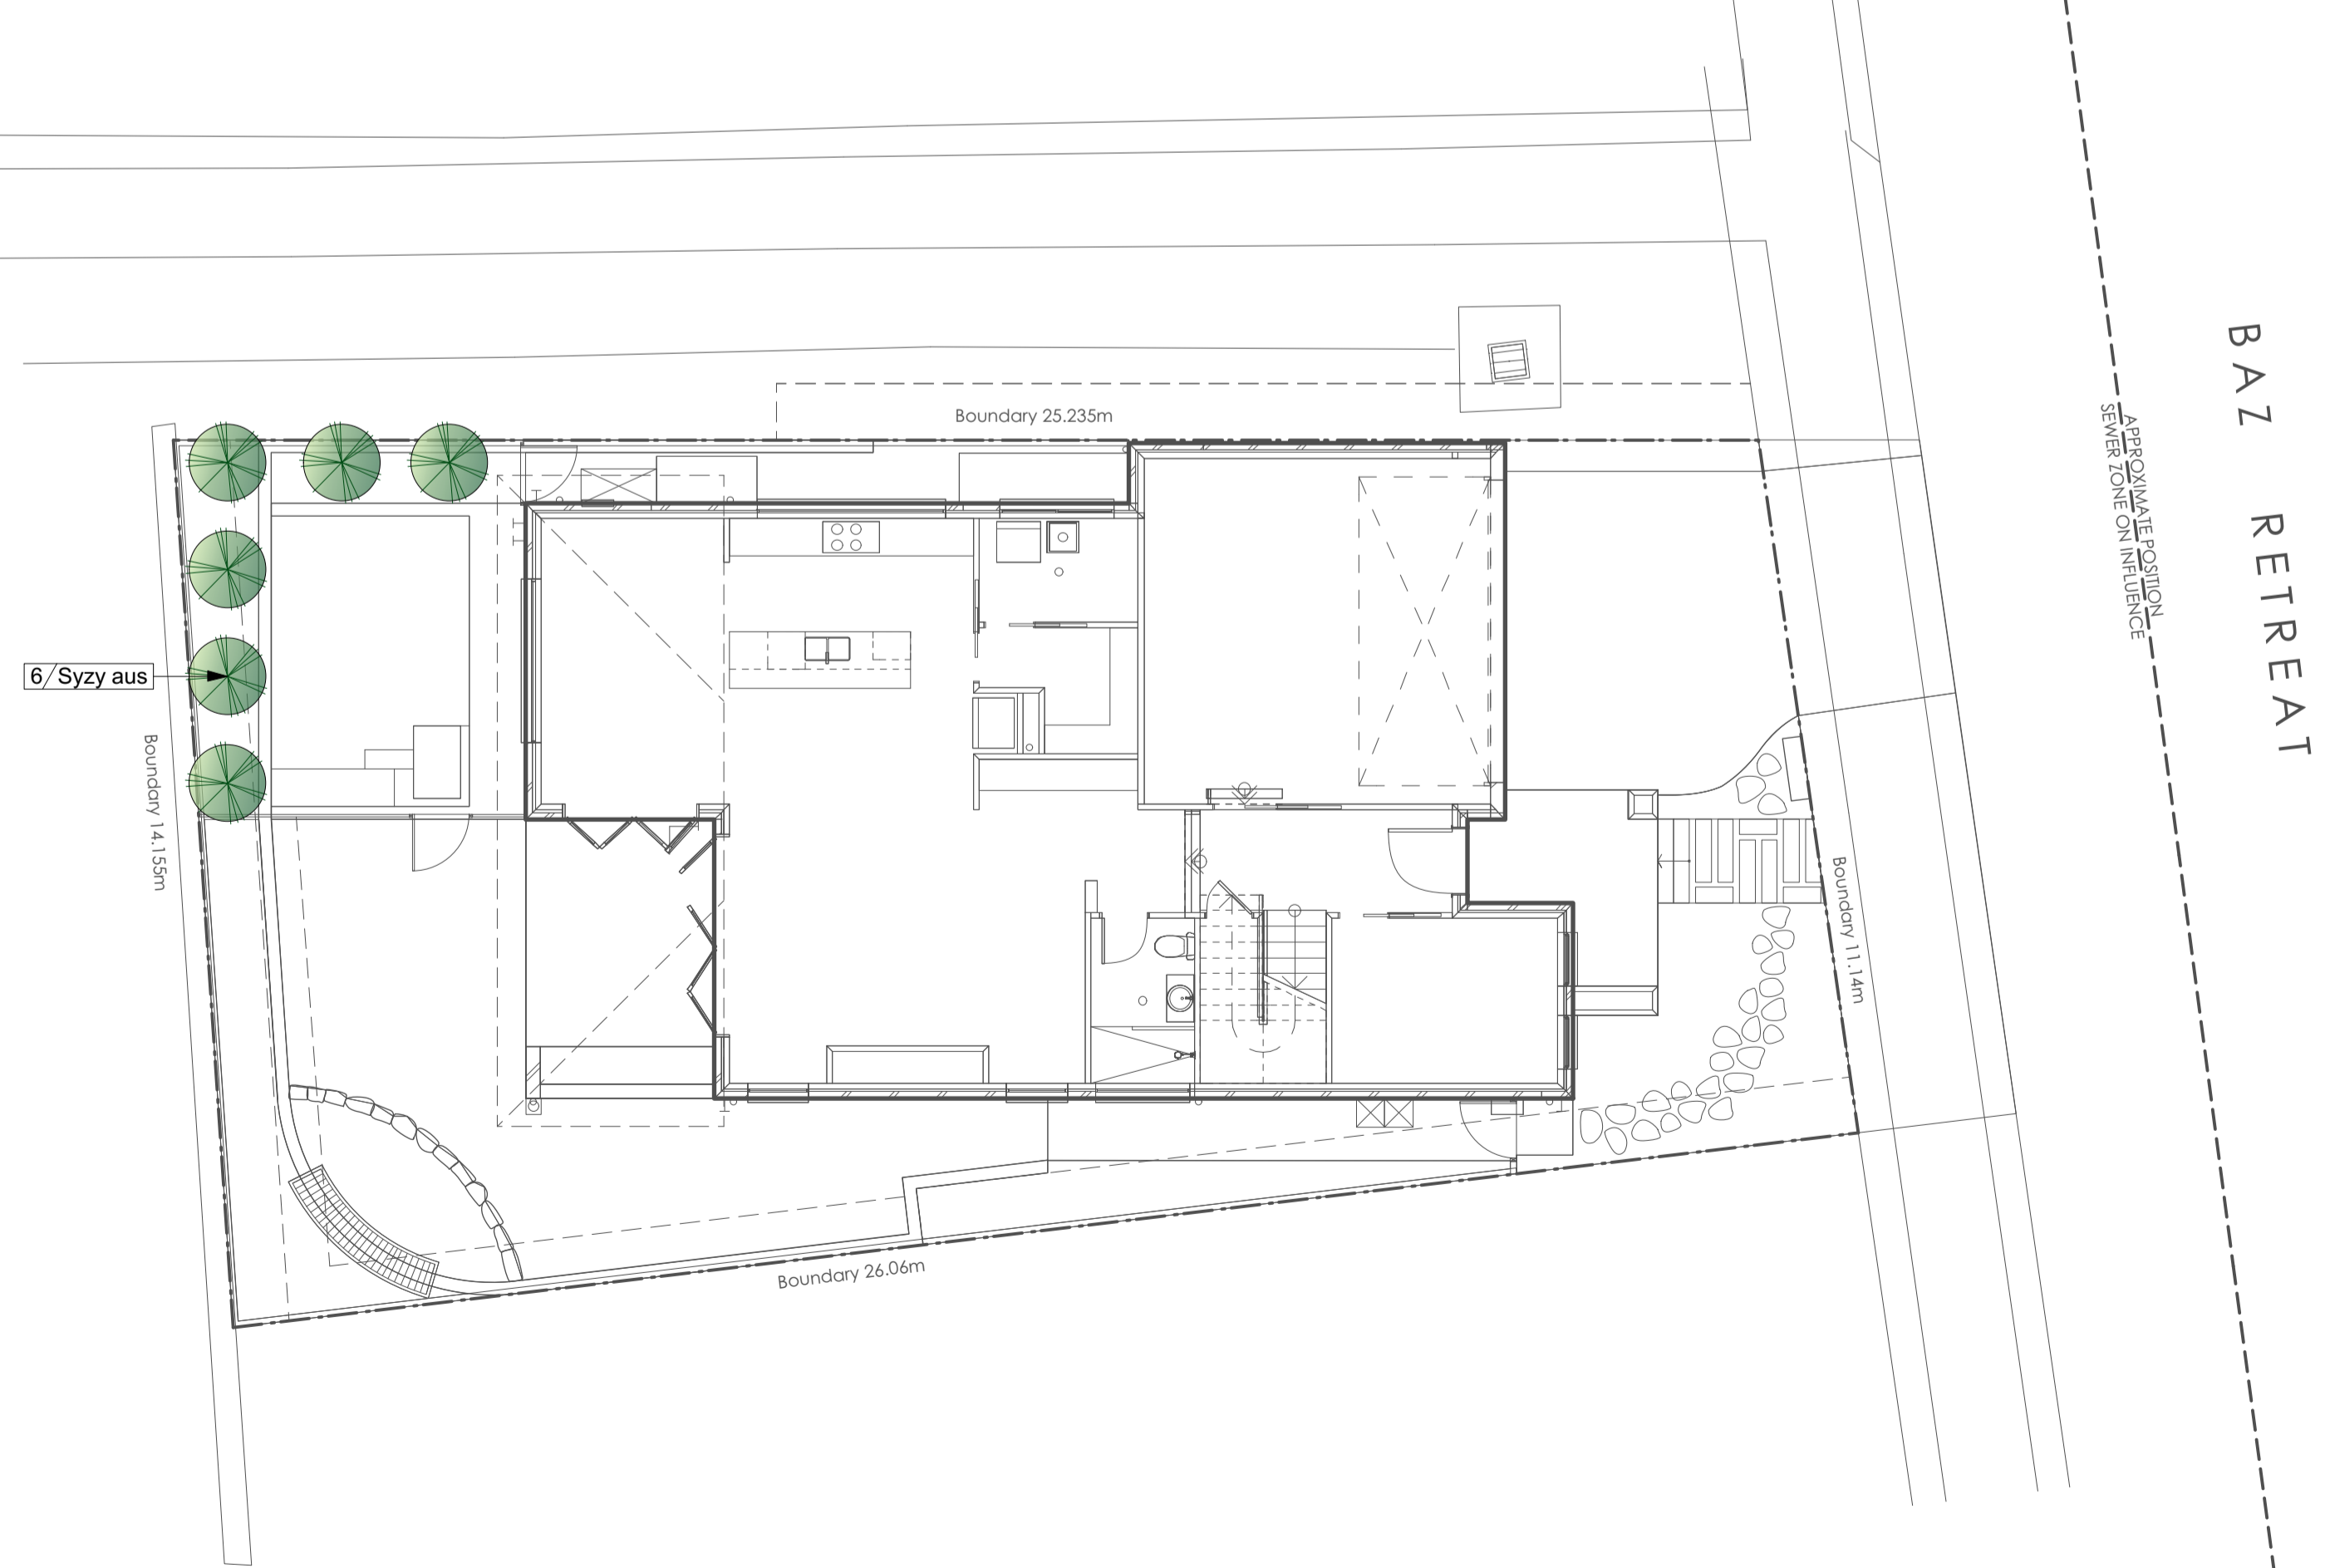 Boundary 25.235m
6/Syzy aus
Boundary 14.155m
Boundary 11.14m
Boundary 26.06m
APPROXIMATE POSITION
SEWER ZONE ON INFLUENCE
BAZ RETREAT